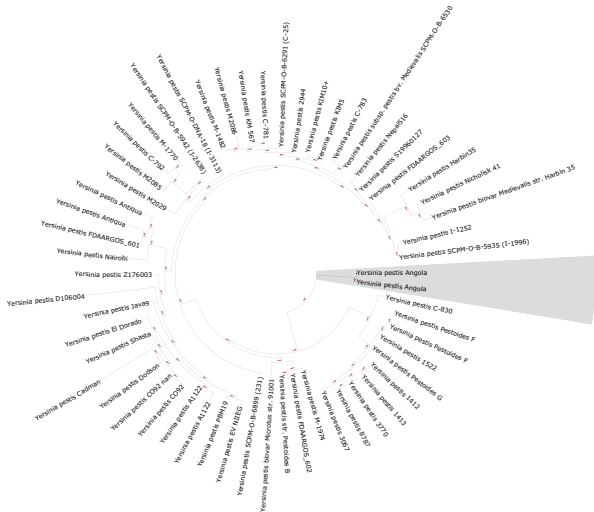 Yersinia pestis subsp. pestis bv. Medievalis SCPM-O-B-6530
Yersinia pestis SCPM-O-B-6291 (C-25)
Yersinia pestis 2944
Yersinia pestis KIM10+
Yersinia pestis KIM5
Yersinia pestis C-783
Yersinia pestis Nepal516
Yersinia pestis S19960127
Yersinia pestis FDAARGOS_603
Yersinia pestis Harbin35
Yersinia pestis Nicholisk 41
Yersinia pestis biovar Medievalis str. Harbin 35
Yersinia pestis I-1252
Yersinia pestis SCPM-O-B-5935 (I-1996)
Yersinia pestis Angola
Yersinia pestis Angola
Yersinia pestis C-830
Yersinia pestis Pestoides F
Yersinia pestis Pestoides F
Yersinia pestis 1522
Yersinia pestis Pestoides G
Yersinia pestis 1412
Yersinia pestis 1413
Yersinia pestis 3770
Yersinia pestis 8787
Yersinia pestis 3067
Yersinia pestis M-1974
Yersinia pestis FDAARGOS_602
Yersinia pestis str. Pestoides B
Yersinia pestis biovar Microtus str. 91001
Yersinia pestis SCPM-O-B-6899 (231)
Yersinia pestis EV NIIEG
Yersinia pestis PBM19
Yersinia pestis A1122
Yersinia pestis A1122
Yersinia pestis CO92
Yersinia pestis CO92 nan
Yersinia pestis Dodson
Yersinia pestis Cadman
Yersinia pestis Shasta
Yersinia pestis El Dorado
Yersinia pestis Java9
Yersinia pestis D106004
Yersinia pestis Z176003
Yersinia pestis Nairobi
Yersinia pestis FDAARGOS_601
Yersinia pestis Antiqua
Yersinia pestis Antiqua
Yersinia pestis M2029
Yersinia pestis M2085
Yersinia pestis C-792
Yersinia pestis M-1770
Yersinia pestis SCPM-O-B-5942 (I-2638)
Yersinia pestis SCPM-O-DNA-18 (I-3113)
Yersinia pestis M-1482
Yersinia pestis M2086
Yersinia pestis KM 567
Yersinia pestis C-781